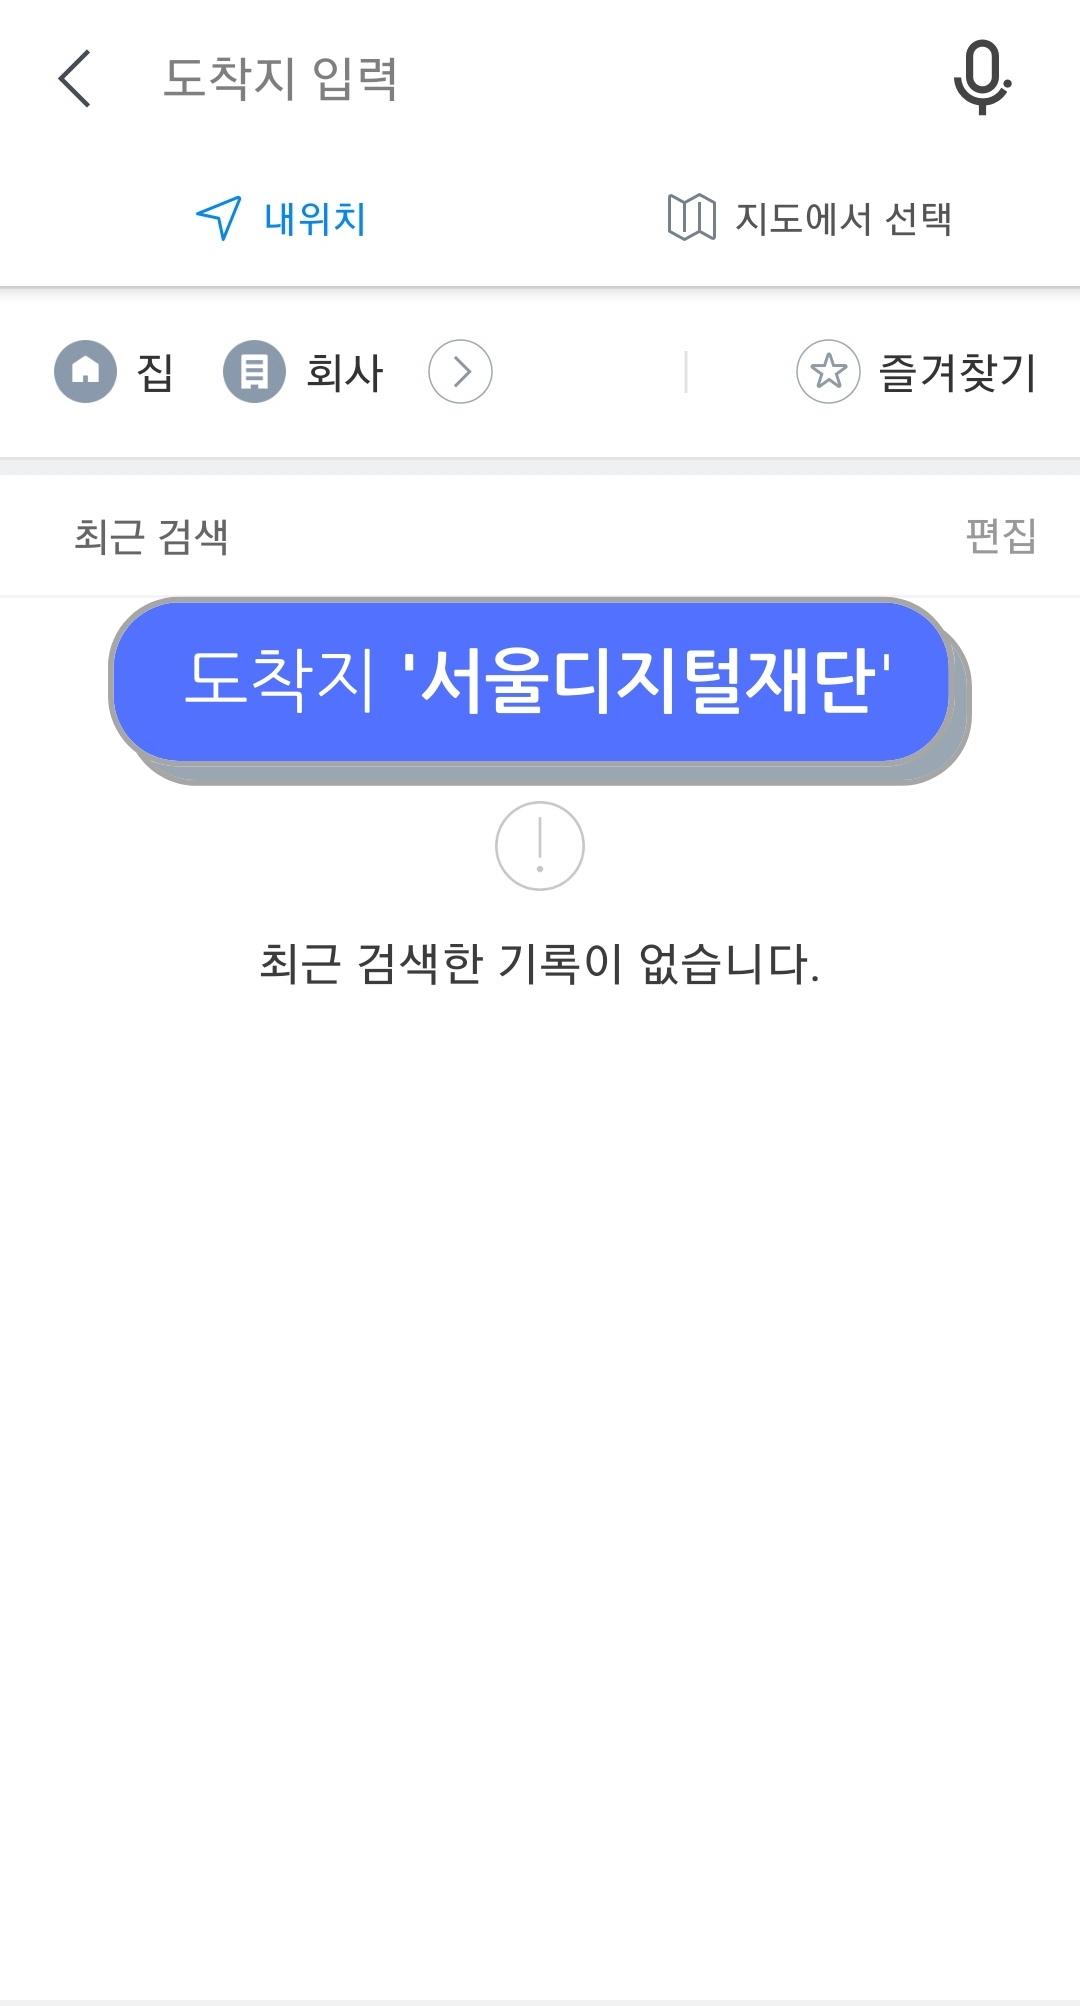 도착지 입력
내위치 지도에서 선택
집 회사 즐겨찾기
최근 검색 편집
도착지 '서울디지털재단'
최근 검색한 기록이 없습니다.